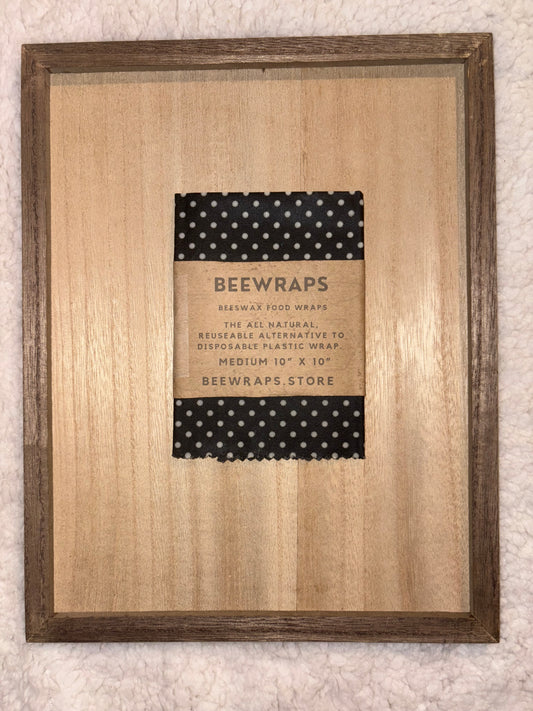 BEEWRAPS
BEESWAX FOOD WRAPS
THE ALL NATURAL,
REUSEABLE ALTERNATIVE TO
DISPOSABLE PLASTIC WRAP.
MEDIUM 10" X 10"
BEEWRAPS.STORE